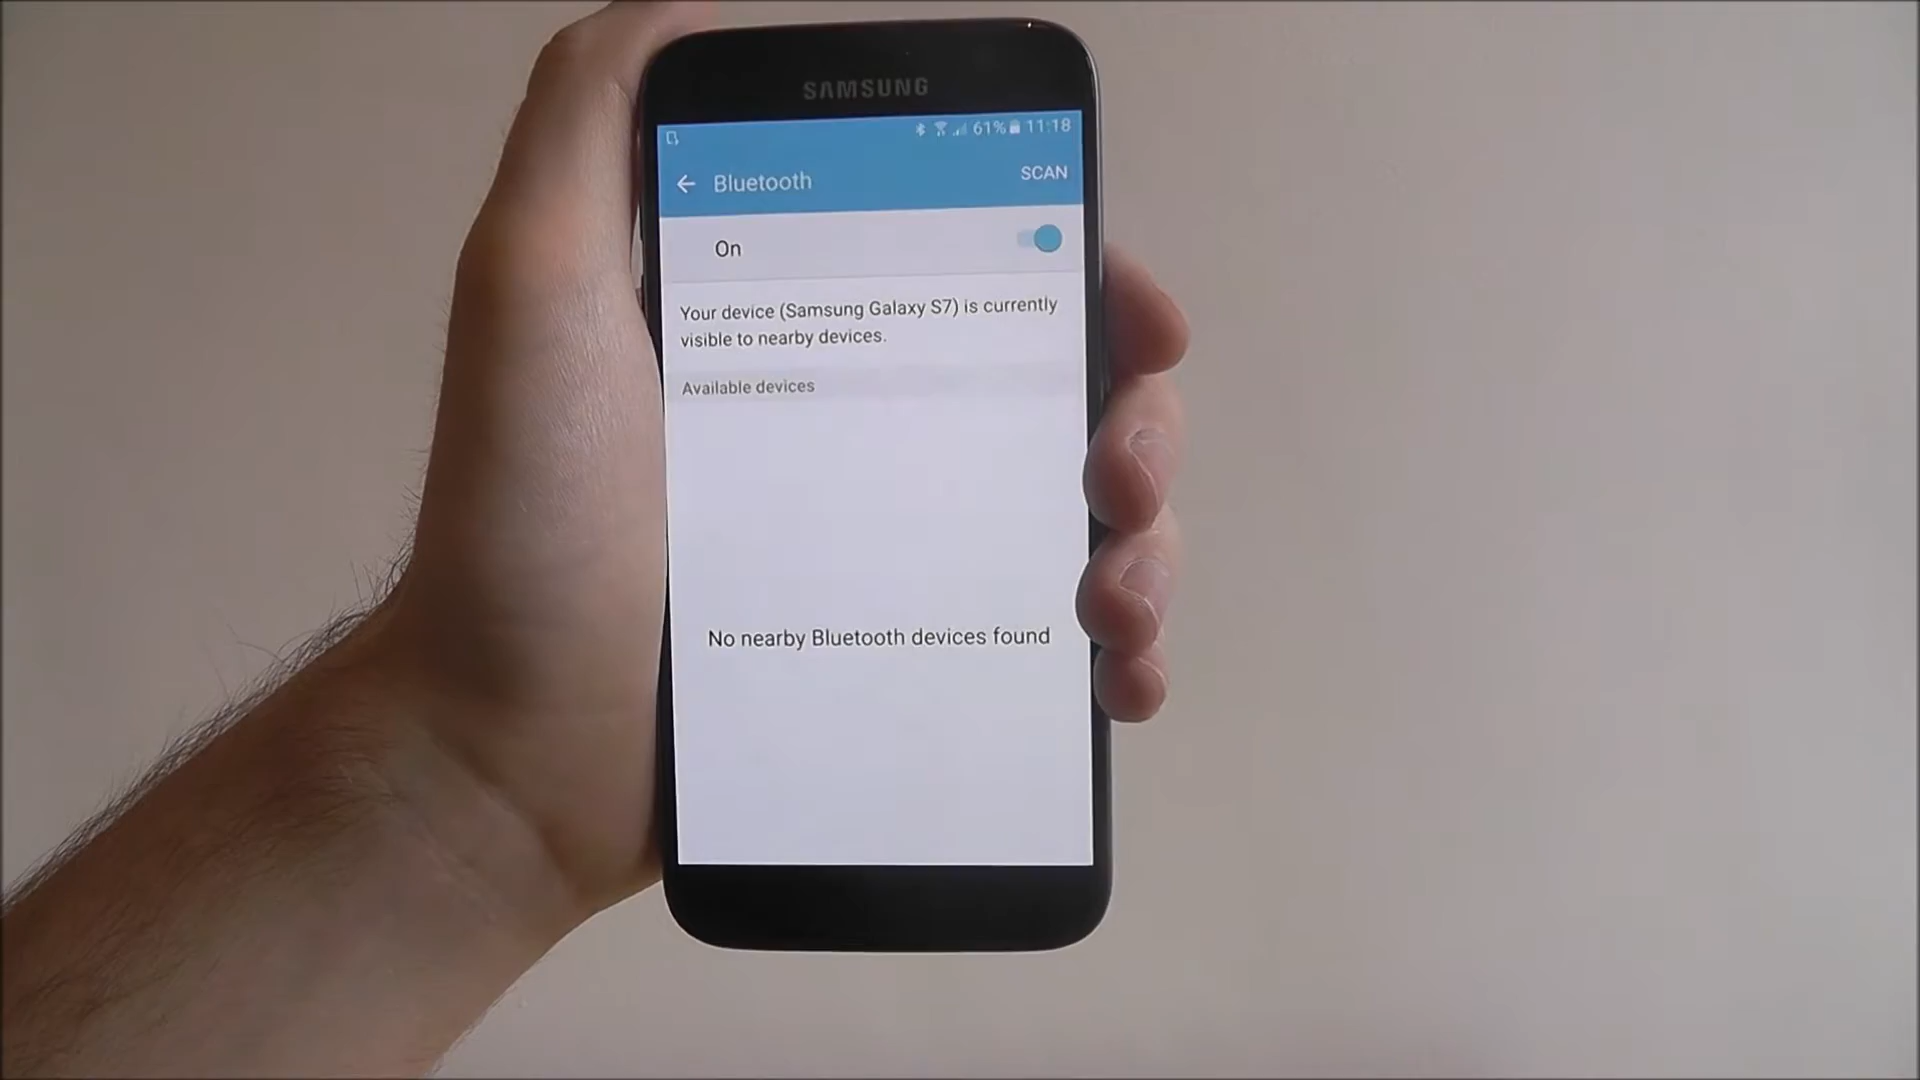 SAMSUNG
61% 11:18
Bluetooth SCAN
On
Your device (Samsung Galaxy S7) is currently
visible to nearby devices.
Available devices
No nearby Bluetooth devices found